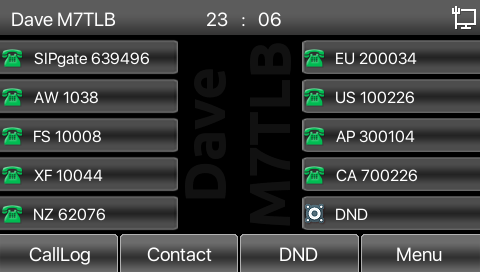 Dave M7TLB 23 : 06
SIPgate 639496
AW 1038
FS 10008
XF 10044
NZ 62076
Dave
M7TLB
EU 200034
US 100226
AP 300104
CA 700226
DND
CallLog Contact DND Menu